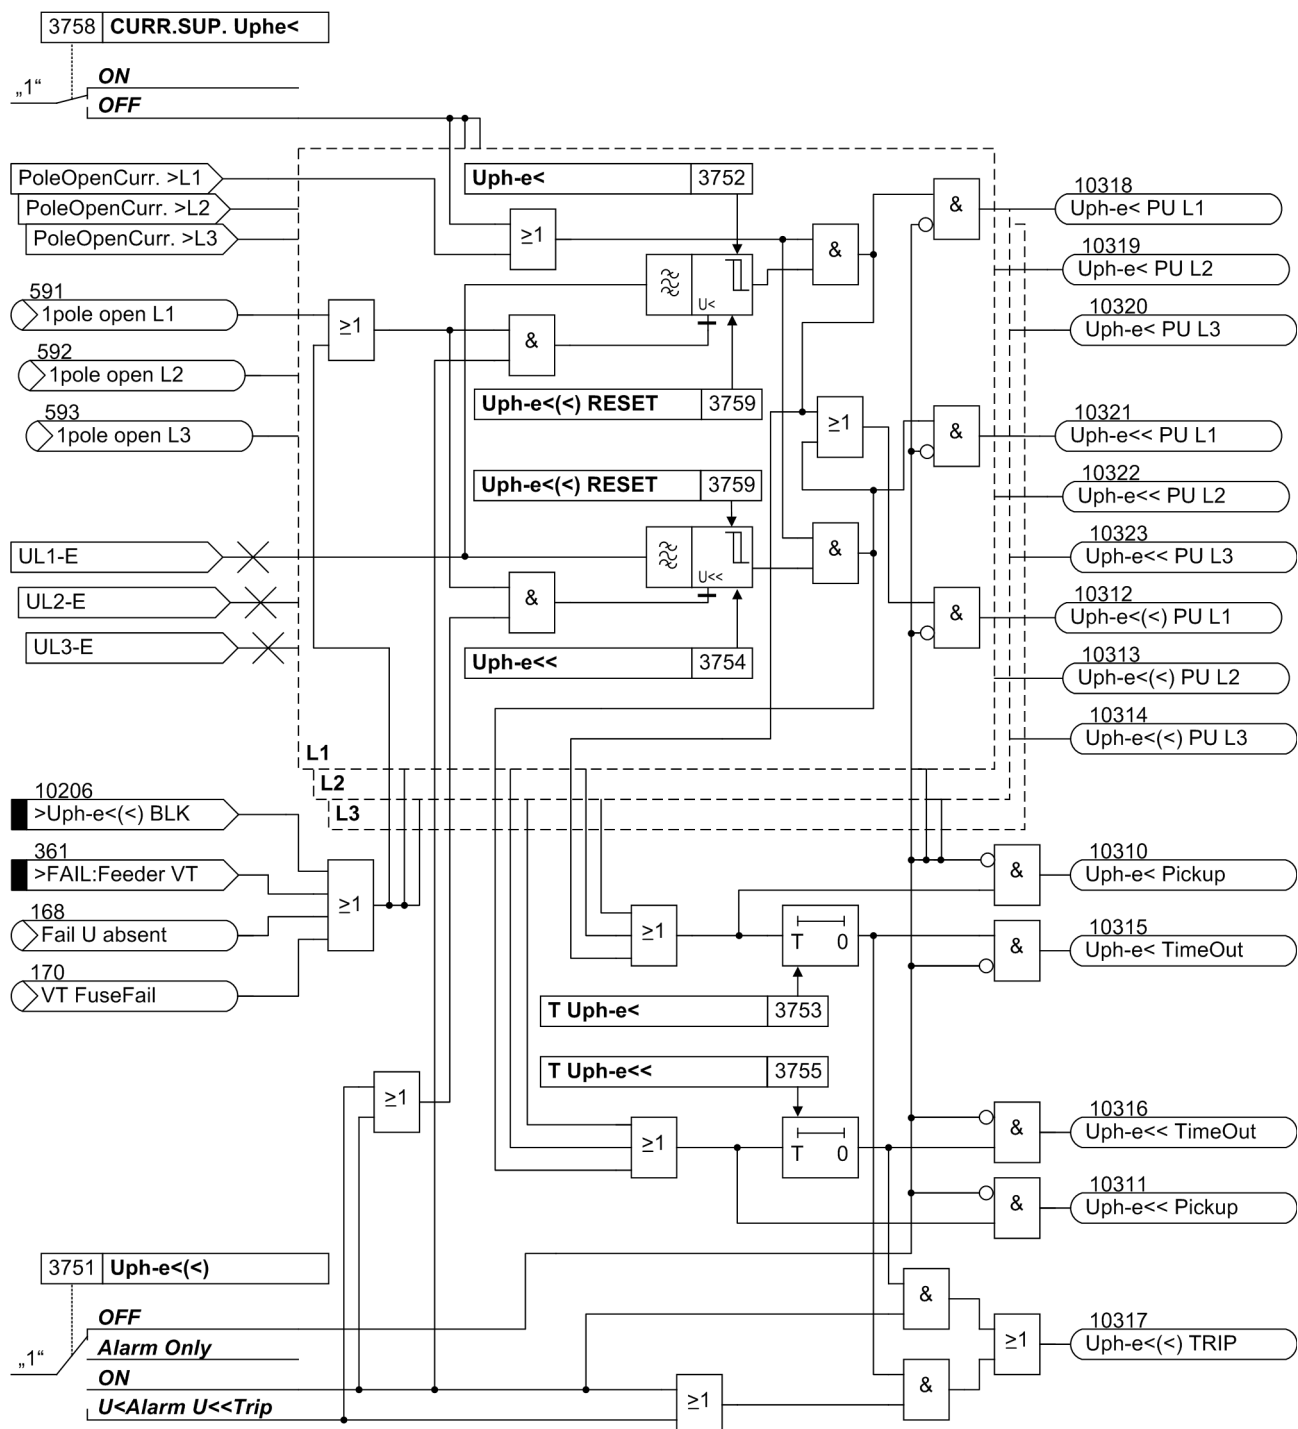 3758 CURR.SUP. Uphe<
„1“
ON
OFF
PoleOpenCurr. >L1
PoleOpenCurr. >L2
PoleOpenCurr. >L3
Uph-e< 3752
≥1
&
&
U<
591
1pole open L1
592
1pole open L2
593
1pole open L3
≥1
&
Uph-e<(<) RESET 3759
≥1
&
Uph-e<(<) RESET 3759
UL1-E
UL2-E
UL3-E
U<<
&
&
&
Uph-e<< 3754
10318
Uph-e< PU L1
10319
Uph-e< PU L2
10320
Uph-e< PU L3
10321
Uph-e<< PU L1
10322
Uph-e<< PU L2
10323
Uph-e<< PU L3
10312
Uph-e<(<) PU L1
10313
Uph-e<(<) PU L2
10314
Uph-e<(<) PU L3
L1
L2
L3
10206
>Uph-e<(<) BLK
361
>FAIL:Feeder VT
168
Fail U absent
170
VT FuseFail
≥1
≥1
T 0
&
10310
Uph-e< Pickup
&
10315
Uph-e< TimeOut
T Uph-e< 3753
T Uph-e<< 3755
≥1
≥1
T 0
&
10316
Uph-e<< TimeOut
&
10311
Uph-e<< Pickup
3751 Uph-e<(<)
„1“
OFF
Alarm Only
ON
U<Alarm U<<Trip
≥1
&
&
≥1
10317
Uph-e<(<) TRIP